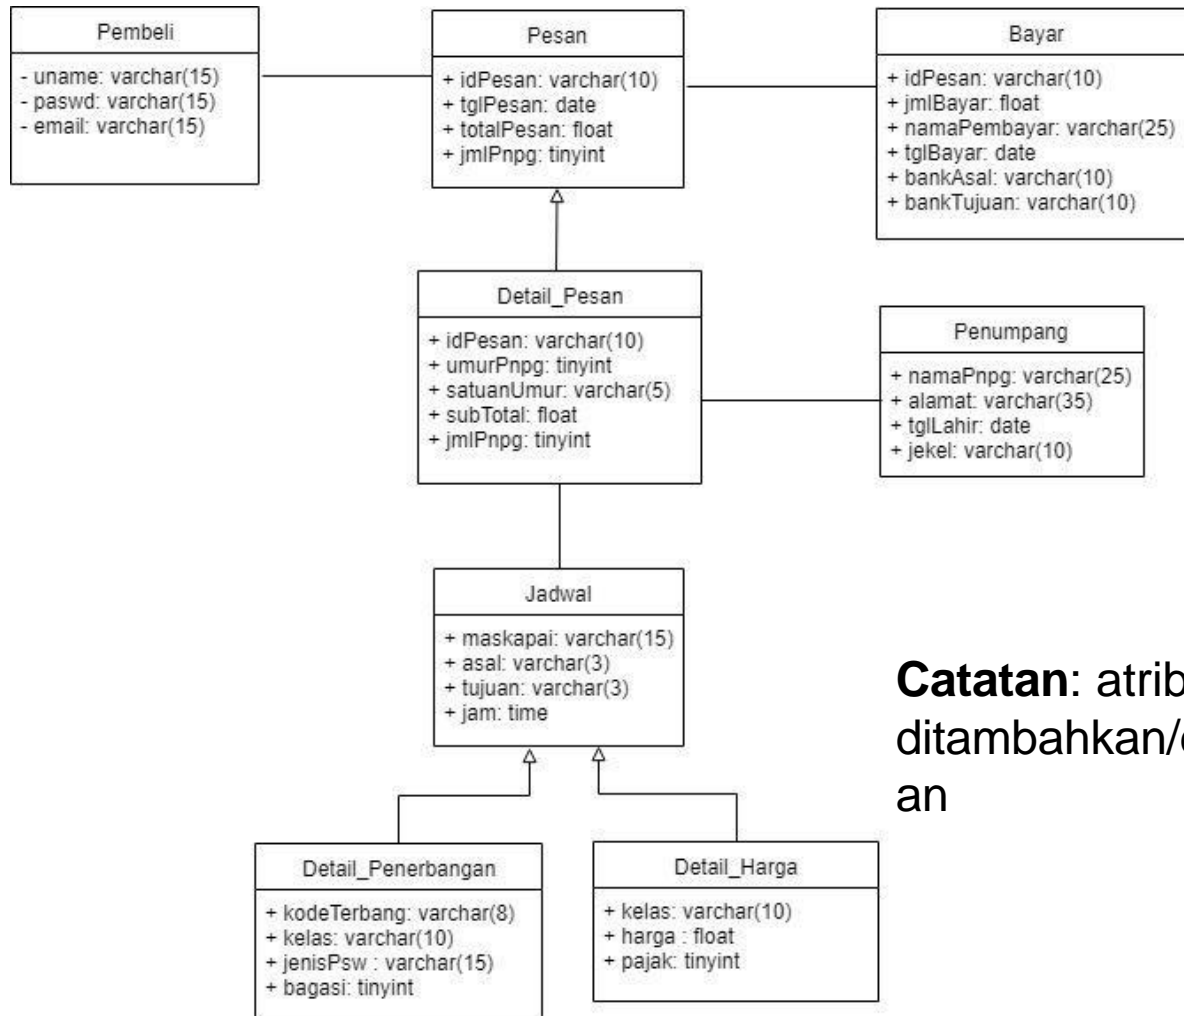 Pembeli
- uname: varchar(15)
- paswd: varchar(15)
- email: varchar(15)
Pesan
+ idPesan: varchar(10)
+ tglPesan: date
+ totalPesan: float
+ jmlPnpg: tinyint
Bayar
+ idPesan: varchar(10)
+ jmlBayar: float
+ namaPembayar: varchar(25)
+ tglBayar: date
+ bankAsal: varchar(10)
+ bankTujuan: varchar(10)
Detail_Pesan
+ idPesan: varchar(10)
+ umurPnpg: tinyint
+ satuanUmur: varchar(5)
+ subTotal: float
+ jmlPnpg: tinyint
Penumpang
+ namaPnpg: varchar(25)
+ alamat: varchar(35)
+ tglLahir: date
+ jekel: varchar(10)
Jadwal
+ maskapai: varchar(15)
+ asal: varchar(3)
+ tujuan: varchar(3)
+ jam: time
Catatan: atrib
ditambahkan/
an
Detail_Penerbangan
+ kodeTerbang: varchar(8)
+ kelas: varchar(10)
+ jenisPsw : varchar(15)
+ bagasi: tinyint
Detail_Harga
+ kelas: varchar(10)
+ harga : float
+ pajak: tinyint